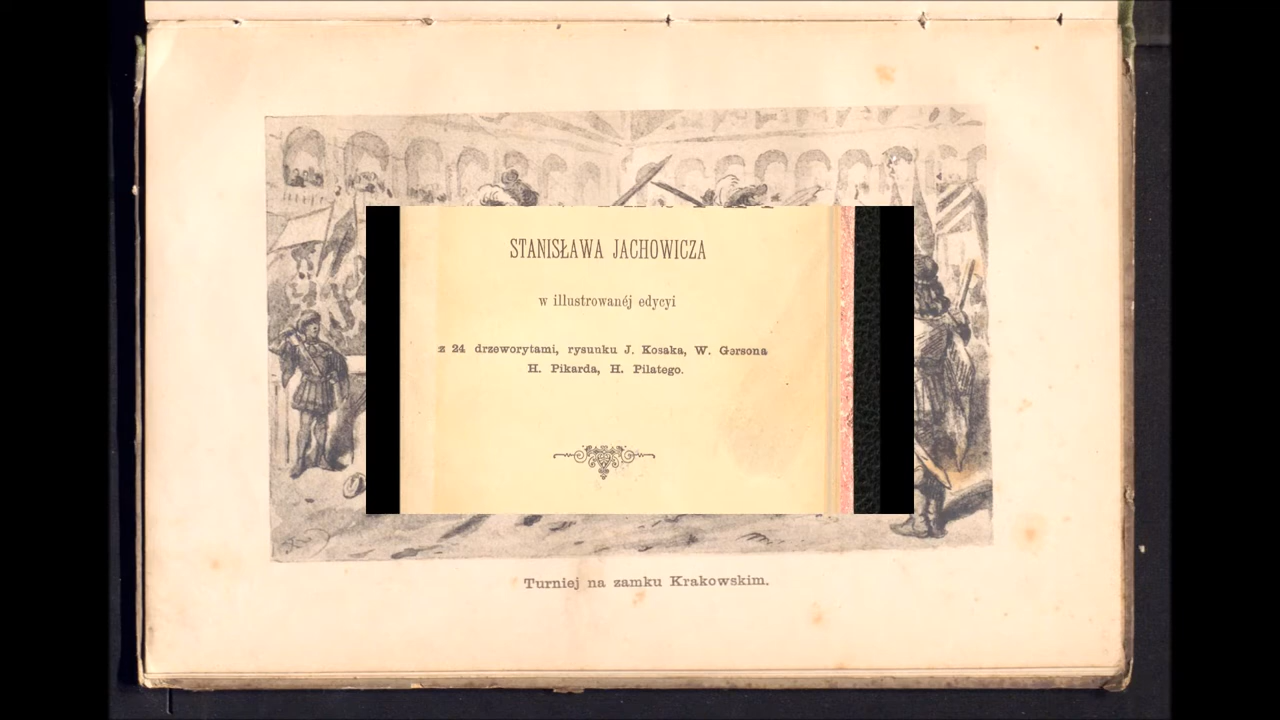 STANISŁAWA JACHOWICZA
w illustrowanéj edycyi
z 24 drzeworytami, rysunku J. Kosaka, W. Gersona
H. Pikarda, H. Pilatego.
Turniej na zamku Krakowskim.